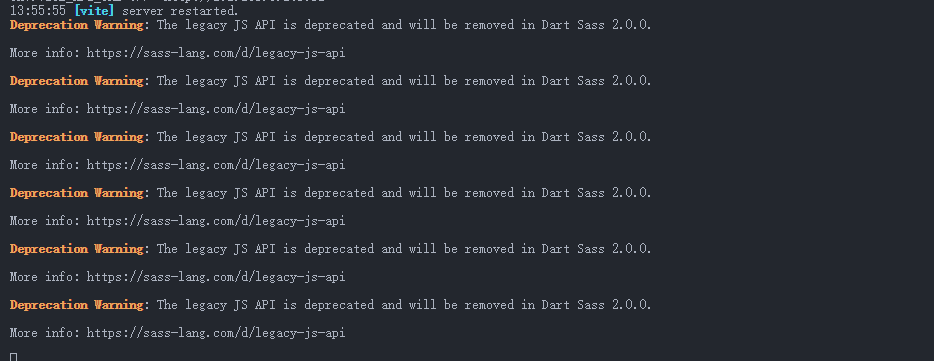 13:55:55 [vite] server restarted.
Deprecation Warning: The legacy JS API is deprecated and will be removed in Dart Sass 2.0.0.
More info: https://sass-lang.com/d/legacy-js-api
Deprecation Warning: The legacy JS API is deprecated and will be removed in Dart Sass 2.0.0.
More info: https://sass-lang.com/d/legacy-js-api
Deprecation Warning: The legacy JS API is deprecated and will be removed in Dart Sass 2.0.0.
More info: https://sass-lang.com/d/legacy-js-api
Deprecation Warning: The legacy JS API is deprecated and will be removed in Dart Sass 2.0.0.
More info: https://sass-lang.com/d/legacy-js-api
Deprecation Warning: The legacy JS API is deprecated and will be removed in Dart Sass 2.0.0.
More info: https://sass-lang.com/d/legacy-js-api
Deprecation Warning: The legacy JS API is deprecated and will be removed in Dart Sass 2.0.0.
More info: https://sass-lang.com/d/legacy-js-api